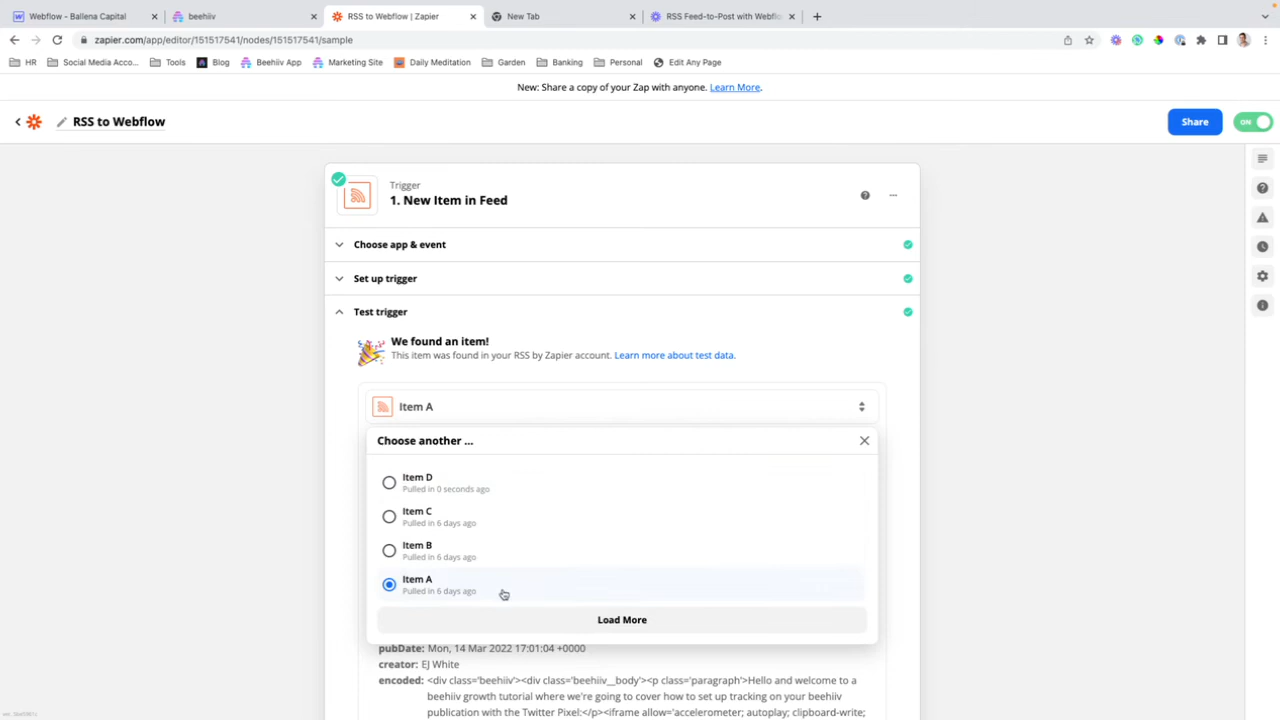 Webflow - Ballena Capital
beehiiv
RSS to Webflow | Zapier
New Tab
RSS Feed-to-Post with Webflo
zapier.com/app/editor/151517541/nodes/151517541/sample
HR
Social Media Acco...
Tools
Blog
Beehiiv App
Marketing Site
Daily Meditation
Garden
Banking
Personal
Edit Any Page
New: Share a copy of your Zap with anyone. Learn More.
RSS to Webflow
Share
ON
Trigger
1. New Item in Feed
Choose app & event
Set up trigger
Test trigger
We found an item!
This item was found in your RSS by Zapier account. Learn more about test data.
Item A
Choose another ...
Item D
Pulled in 0 seconds ago
Item C
Pulled in 6 days ago
Item B
Pulled in 6 days ago
Item A
Pulled in 6 days ago
Load More
pubDate: Mon, 14 Mar 2022 17:01:04 +0000
creator: EJ White
encoded: <div class='beehiiv'><div class='beehiiv__body'><p class='paragraph'>Hello and welcome to a
beehiiv growth tutorial where we're going to cover how to set up tracking on your beehiiv
publication with the Twitter Pixel:</p><iframe allow='accelerometer; autoplay; clipboard-write;